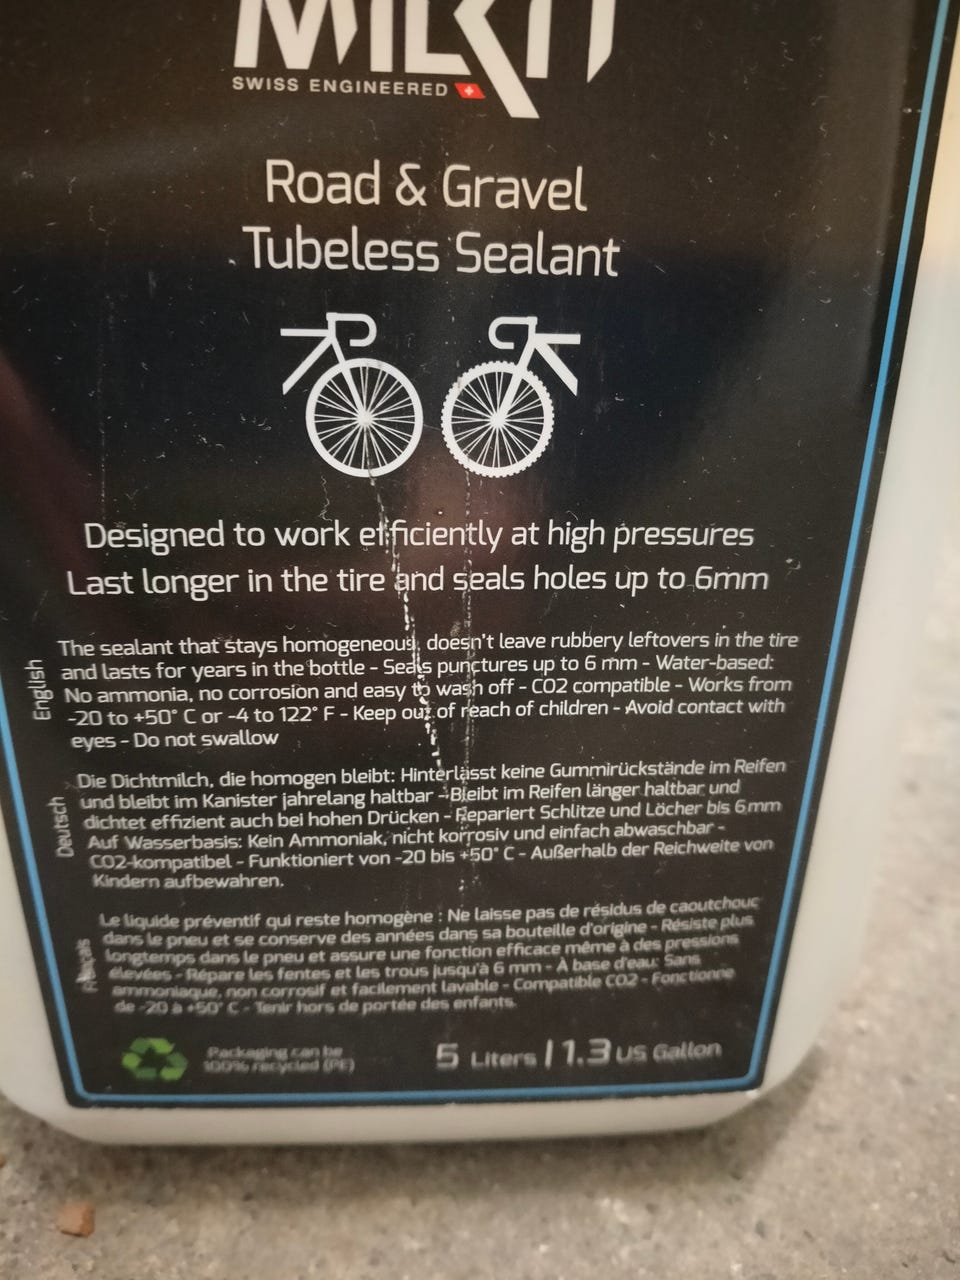 MILKIT
SWISS ENGINEERED
Road & Gravel
Tubeless Sealant
Designed to work efficiently at high pressures
Last longer in the tire and seals holes up to 6mm
English
The sealant that stays homogeneous, doesn't leave rubbery leftovers in the tire
and lasts for years in the bottle - Seals punctures up to 6 mm - Water-based:
No ammonia, no corrosion and easy to wash off - CO2 compatible - Works from
-20 to +50° C or -4 to 122° F - Keep out of reach of children - Avoid contact with
eyes - Do not swallow
Deutsch
Die Dichtmilch, die homogen bleibt: Hinterlässt keine Gummirückstände im Reifen
und bleibt im Kanister jahrelang haltbar - Bleibt im Reifen länger haltbar und
dichtet effizient auch bei hohen Drücken - Repariert Schlitze und Löcher bis 6mm
Auf Wasserbasis: Kein Ammoniak, nicht korrosiv und einfach abwaschbar -
CO2-kompatibel - Funktioniert von -20 bis +50° C - Außerhalb der Reichweite von
Kindern aufbewahren.
Français
Le liquide préventif qui reste homogène : Ne laisse pas de résidus de caoutchouc
dans le pneu et se conserve des années dans sa bouteille d'origine - Résiste plus
longtemps dans le pneu et assure une fonction efficace même à des pressions
élevées - Répare les fentes et les trous jusqu'à 6 mm - À base d'eau: Sans
ammoniaque, non corrosif et facilement lavable - Compatible CO2 - Fonctionne
de -20 à +50° C - Tenir hors de portée des enfants.
Packaging can be
100% recycled (PE)
5 Liters | 1.3 US Gallon